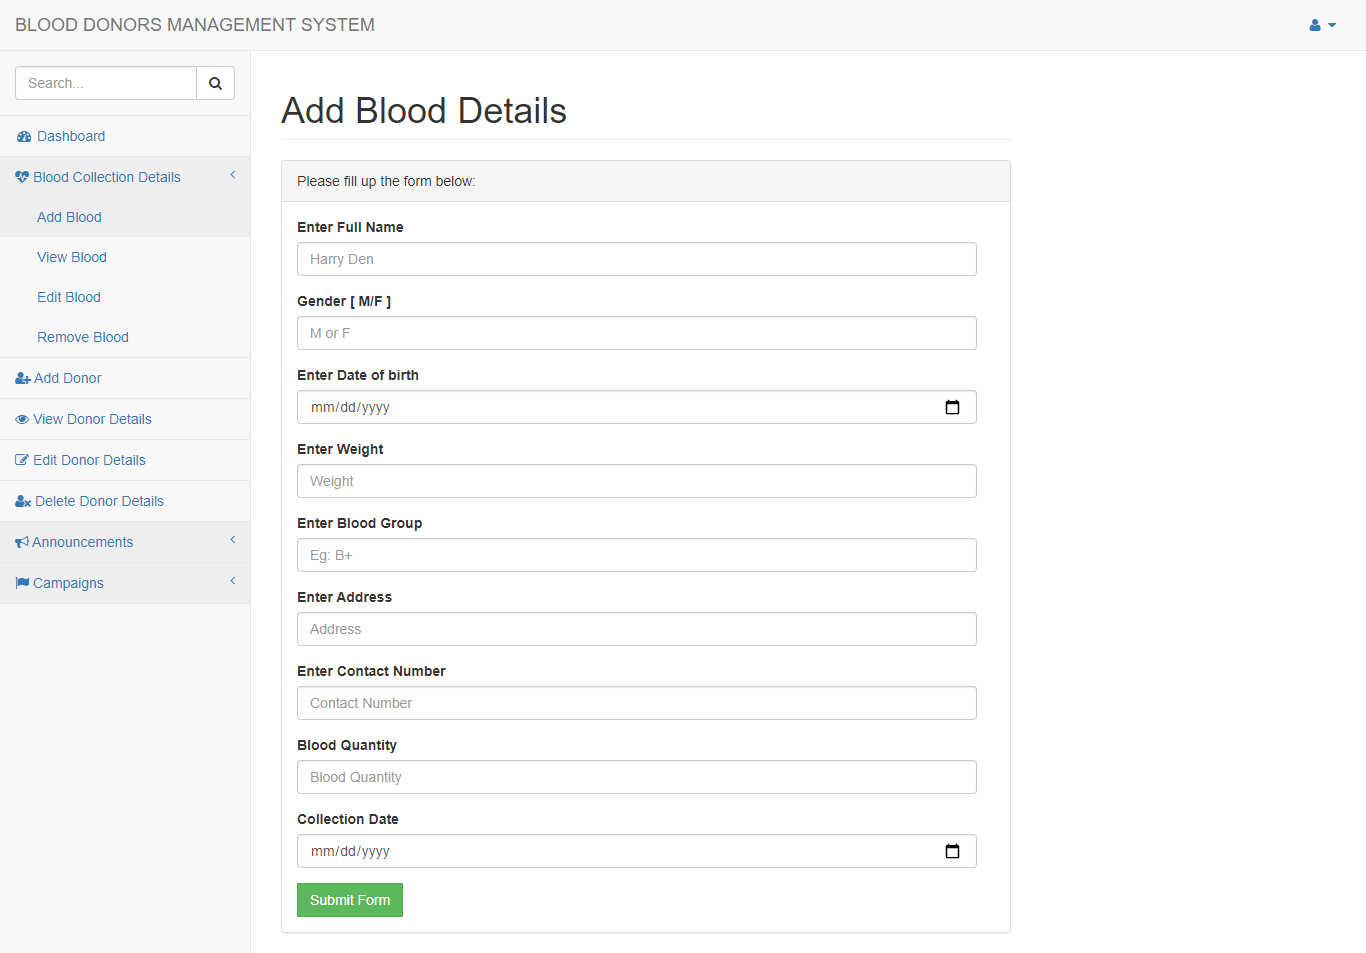 BLOOD DONORS MANAGEMENT SYSTEM
Search...
Dashboard
Blood Collection Details
Add Blood
View Blood
Edit Blood
Remove Blood
Add Donor
View Donor Details
Edit Donor Details
Delete Donor Details
Announcements
Campaigns
Add Blood Details
Please fill up the form below:
Enter Full Name
Harry Den
Gender [ M/F ]
M or F
Enter Date of birth
mm/dd/yyyy
Enter Weight
Weight
Enter Blood Group
Eg: B+
Enter Address
Address
Enter Contact Number
Contact Number
Blood Quantity
Blood Quantity
Collection Date
mm/dd/yyyy
Submit Form